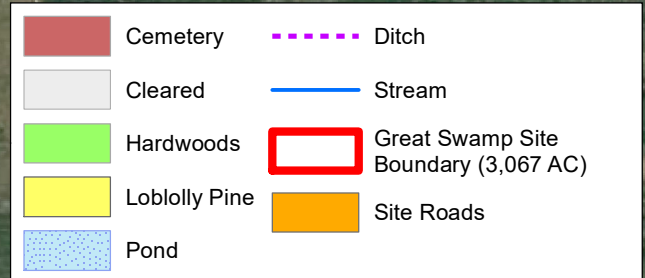 Cemetery
Cleared
Hardwoods
Loblolly Pine
Pond
Ditch
Stream
Great Swamp Site
Boundary (3,067 AC)
Site Roads